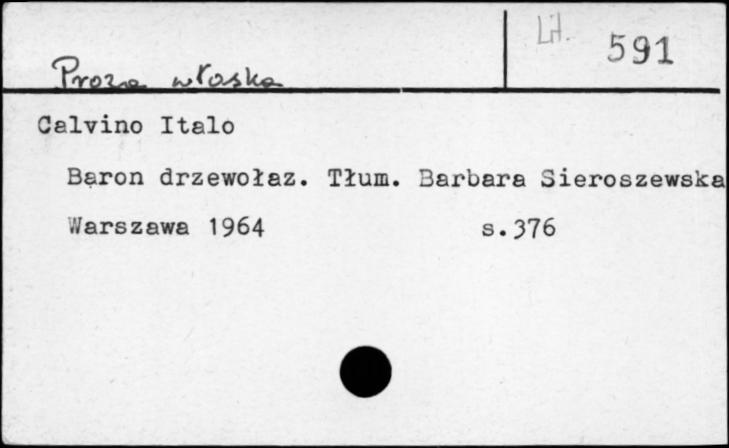 Lit. 591
Proza włoska
Calvino Italo
Baron drzewołaz. Tłum. Barbara Sieroszewska
Warszawa 1964 s.376